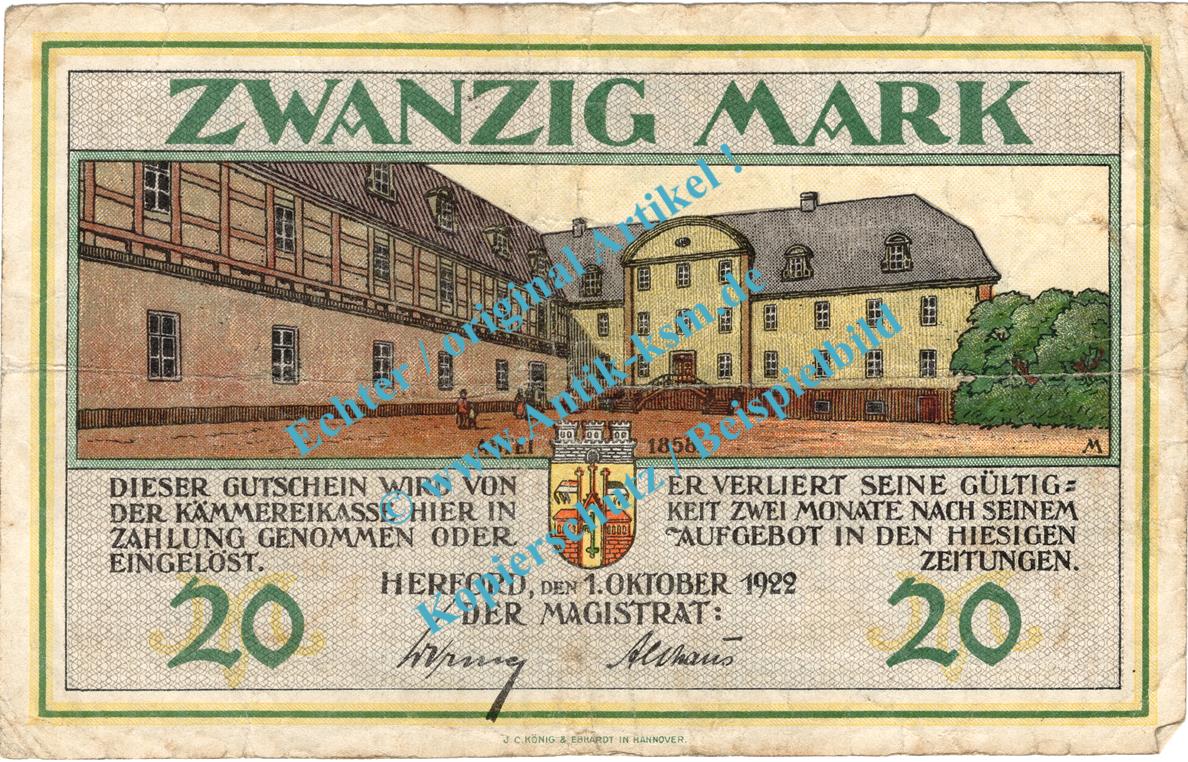 ZWANZIG MARK
1858
M
DIESER GUTSCHEIN WIRD VON
DER KÄMMEREIKASSE HIER IN
ZAHLUNG GENOMMEN ODER
EINGELÖST.
ER VERLIERT SEINE GÜLTIG=
KEIT ZWEI MONATE NACH SEINEM
AUFGEBOT IN DEN HIESIGEN
ZEITUNGEN.
HERFORD, DEN 1. OKTOBER 1922
DER MAGISTRAT:
20
20
Althaus
J. C. KÖNIG & EBHARDT IN HANNOVER.
Echter / original Artikel !
© www.Antik-ksm.de
Kopierschutz / Beispielbild